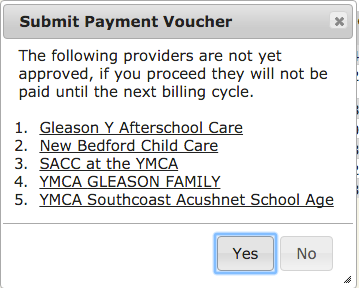 Submit Payment Voucher
The following providers are not yet
approved, if you proceed they will not be
paid until the next billing cycle.
1. Gleason Y Afterschool Care
2. New Bedford Child Care
3. SACC at the YMCA
4. YMCA GLEASON FAMILY
5. YMCA Southcoast Acushnet School Age
Yes No